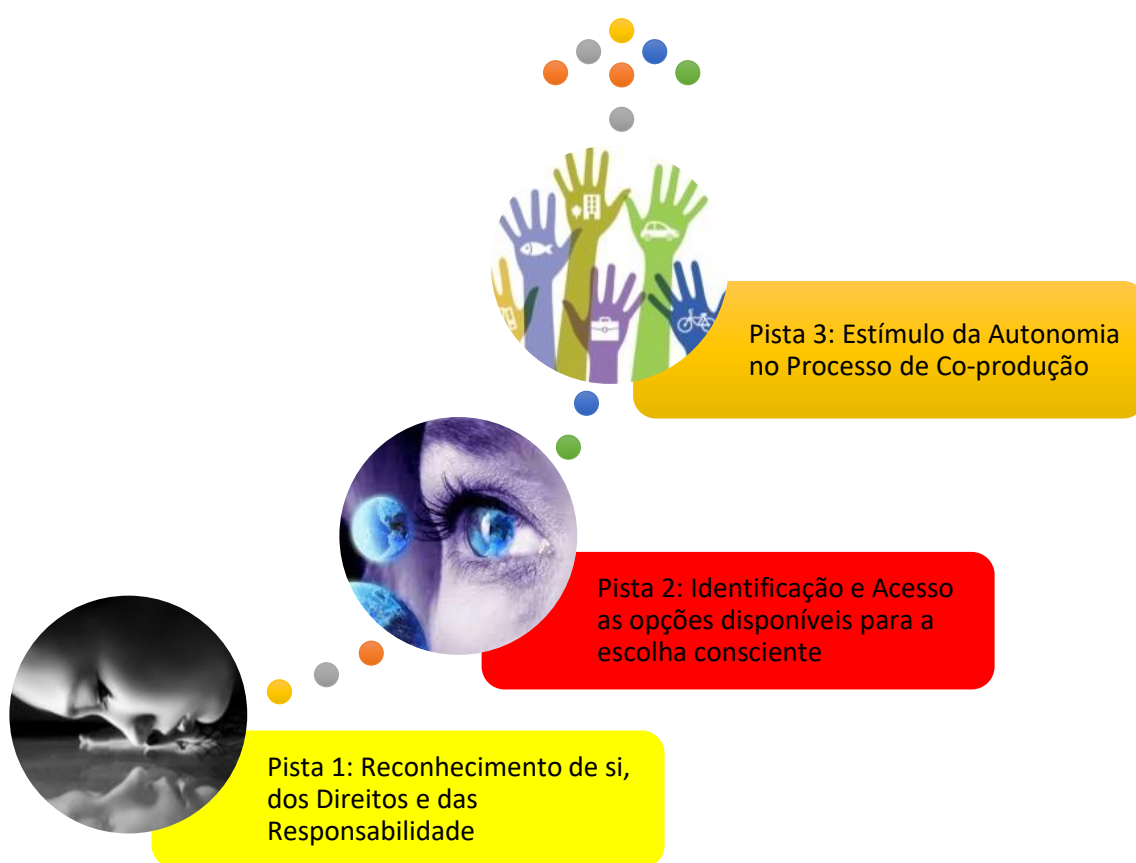 Pista 3: Estímulo da Autonomia
no Processo de Co-produção
Pista 2: Identificação e Acesso
as opções disponíveis para a
escolha consciente
Pista 1: Reconhecimento de si,
dos Direitos e das
Responsabilidade